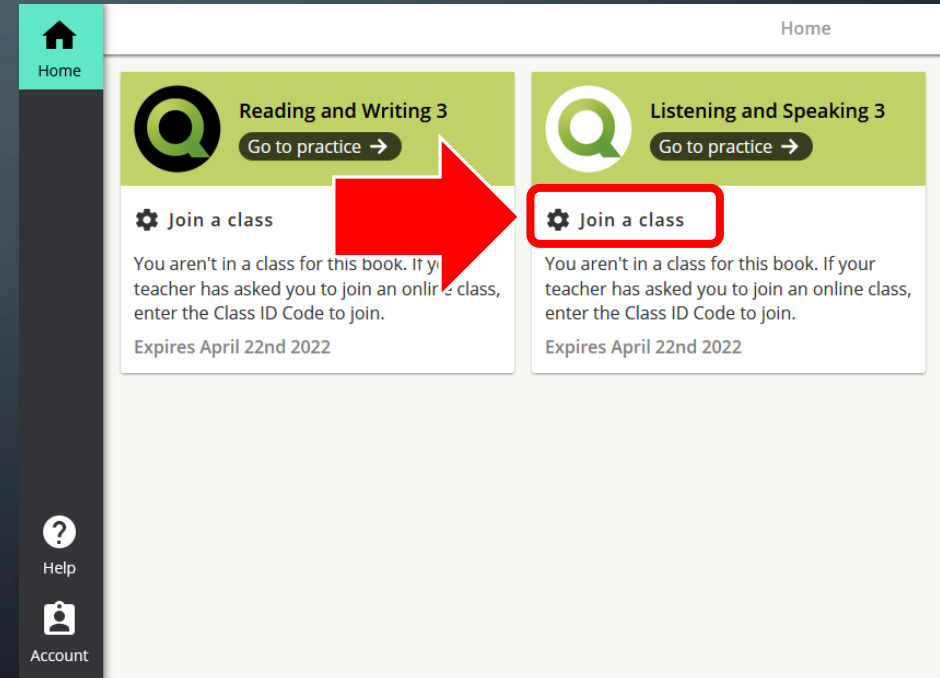 Home
Home
Reading and Writing 3
Go to practice
Join a class
You aren't in a class for this book. If
teacher has asked you to join an online class,
enter the Class ID Code to join.
Expires April 22nd 2022
Listening and Speaking 3
Go to practice
Join a class
You aren't in a class for this book. If your
teacher has asked you to join an online class,
enter the Class ID Code to join.
Expires April 22nd 2022
Help
Account